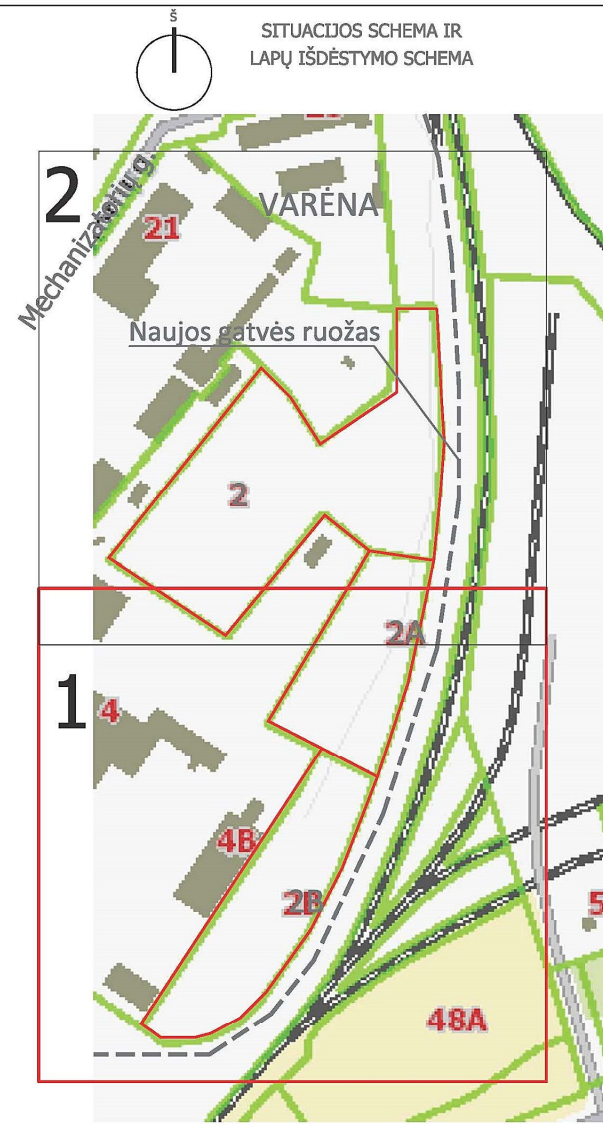 š
SITUACIJOS SCHEMA IR
LAPŲ IŠDĖSTYMO SCHEMA
2
Mechanizatorių g.
VARĖNA
21
Naujos gatvės ruožas
2
2A
1
4
4B
2B
5
48A